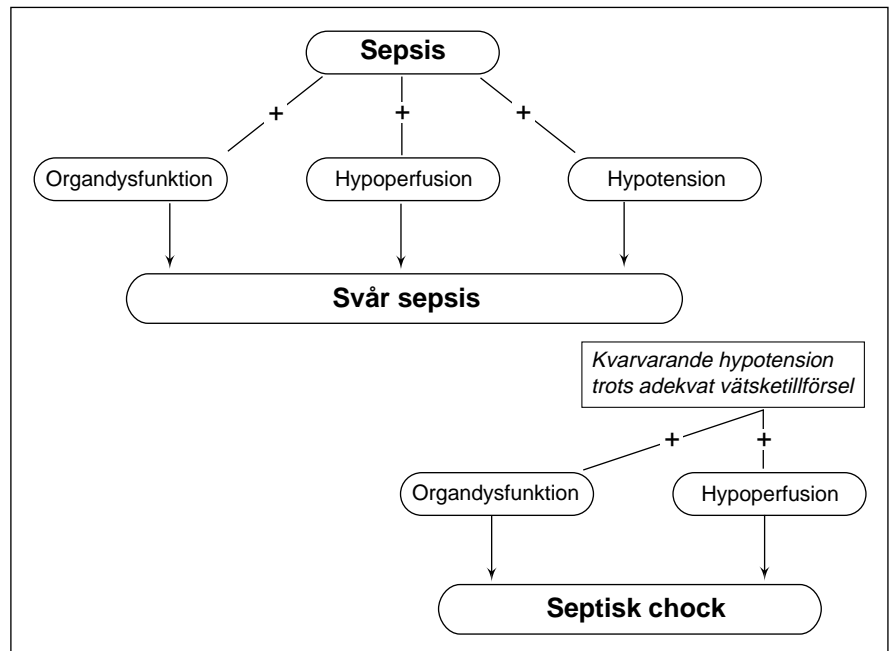 Sepsis
+ + +
Organdysfunktion Hypoperfusion Hypotension
Svår sepsis
Kvarvarande hypotension
trots adekvat vätsketillförsel
+ +
Organdysfunktion Hypoperfusion
Septisk chock